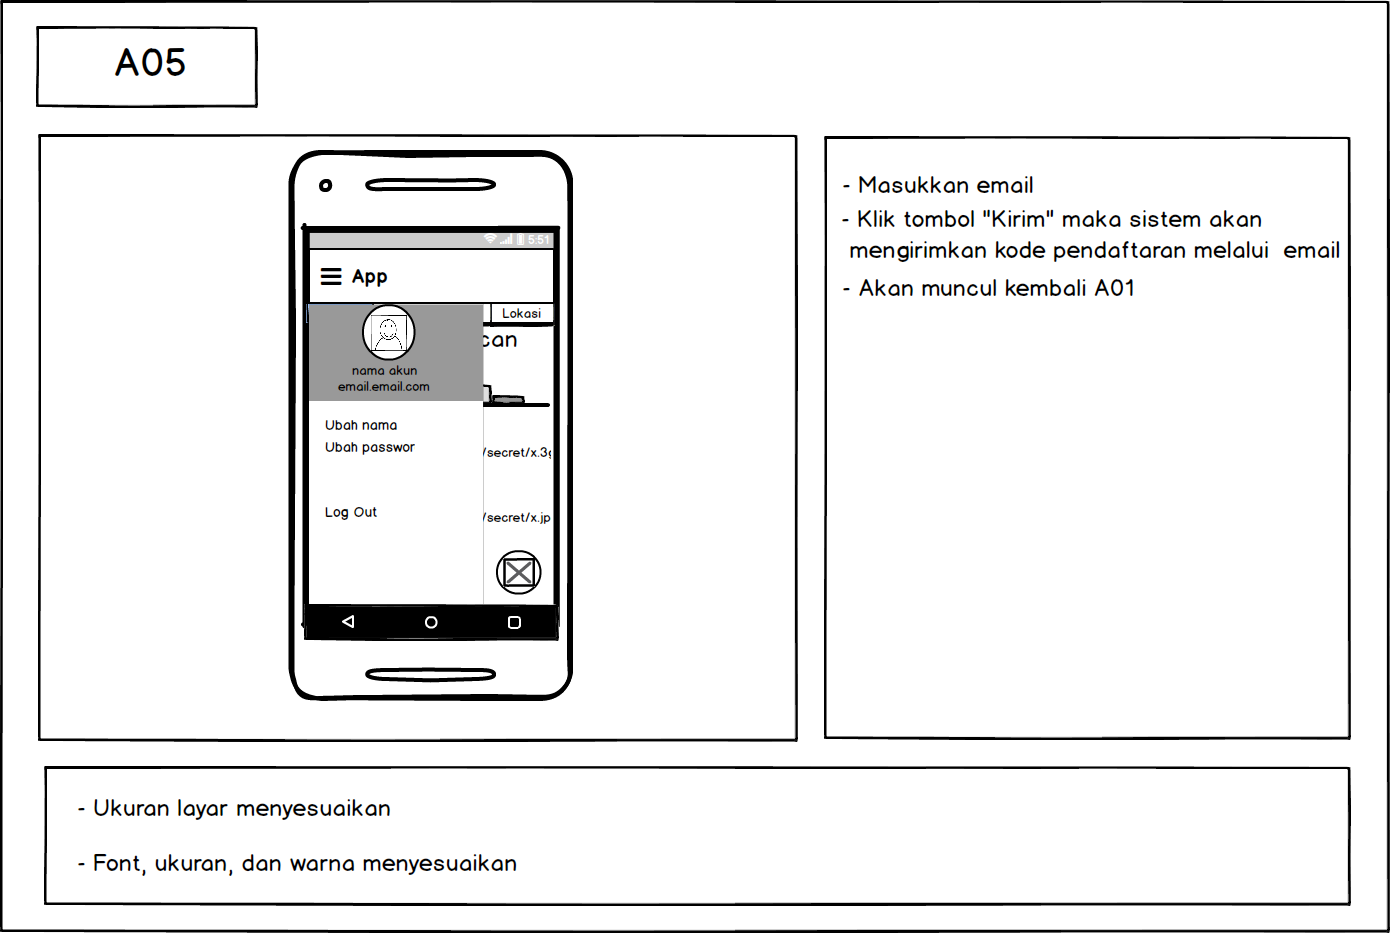 A05
5:51
App
Lokasi
can
nama akun
email.email.com
Ubah nama
Ubah passwor
/secret/x.3g
Log Out
/secret/x.jp
- Masukkan email
- Klik tombol "Kirim" maka sistem akan
mengirimkan kode pendaftaran melalui email
- Akan muncul kembali A01
- Ukuran layar menyesuaikan
- Font, ukuran, dan warna menyesuaikan